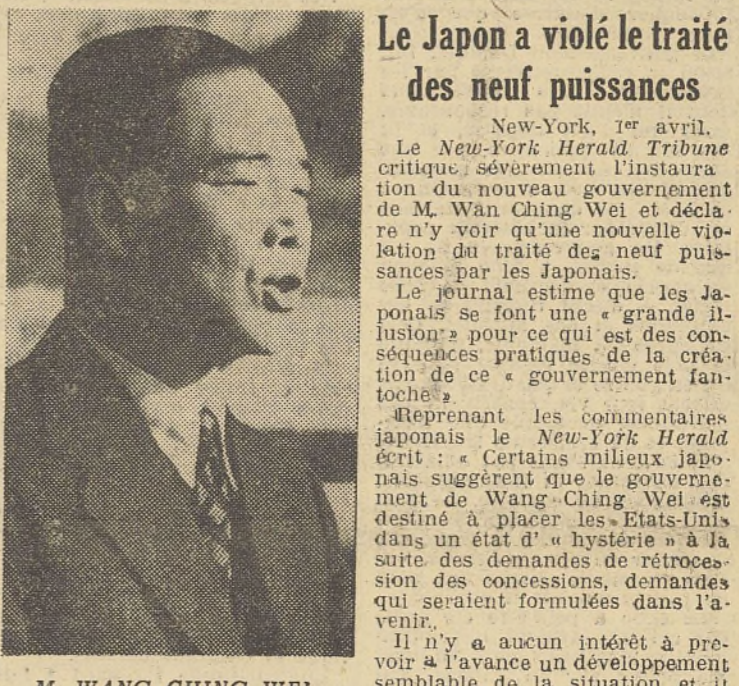 Le Japon a violé le traité
des neuf puissances
New-York, 1er avril.
Le New-York Herald Tribune
critique sévèrement l'instaura
tion du nouveau gouvernement
de M. Wan Ching Wei et décla-
re n'y voir qu'une nouvelle vio-
lation du traité des neuf puis-
sances par les Japonais.
Le journal estime que les Ja-
ponais se font une « grande il-
lusion » pour ce qui est des con-
séquences pratiques de la créa-
tion de ce « gouvernement fan-
toche »
Reprenant les commentaires
japonais le New-York Herald
écrit : « Certains milieux japo-
nais suggèrent que le gouverne-
ment de Wang Ching Wei est
destiné à placer les Etats-Unis
dans un état d' « hystérie » à la
suite des demandes de rétroces-
sion des concessions, demandes
qui seraient formulées dans l'a-
venir.
Il n'y a aucun intérêt à pre-
voir à l'avance un développement
semblable de la situation et il
M. WANG CHING WEI